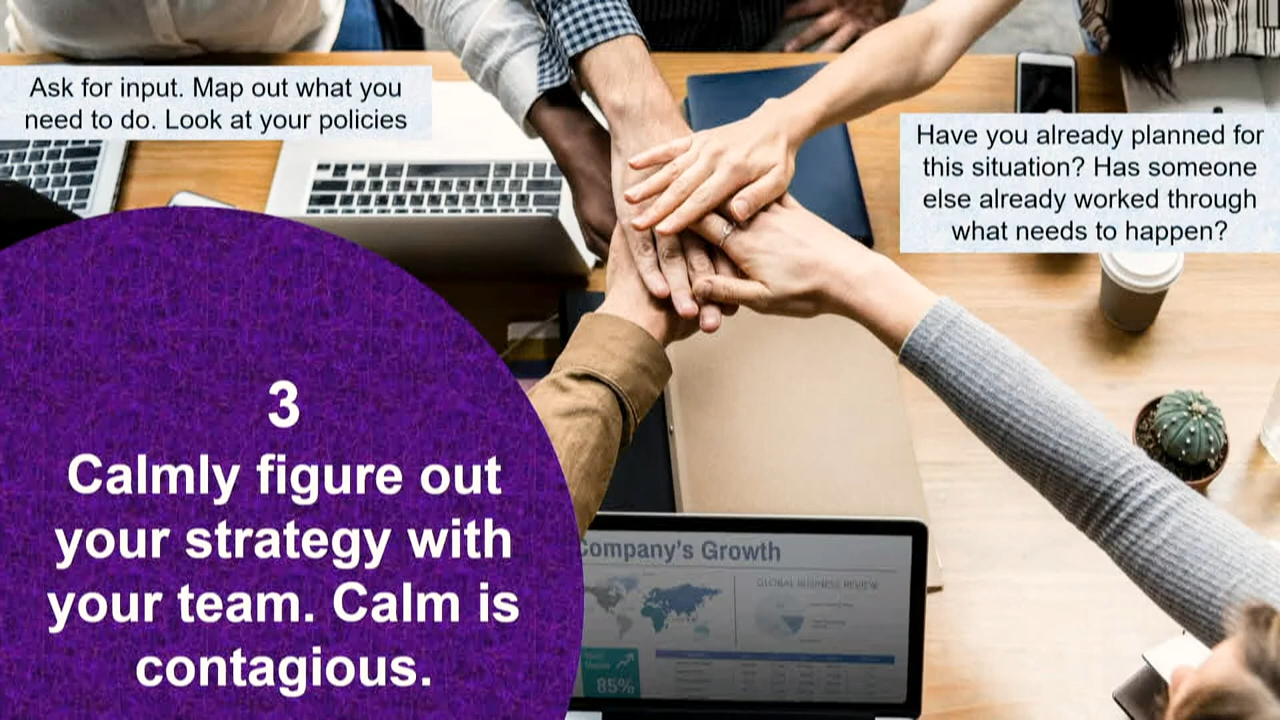 Ask for input. Map out what you
need to do. Look at your policies
Have you already planned for
this situation? Has someone
else already worked through
what needs to happen?
3
Calmly figure out
your strategy with
your team. Calm is
contagious.
Company's Growth
GLOBAL BUSINESS REVIEW
85%